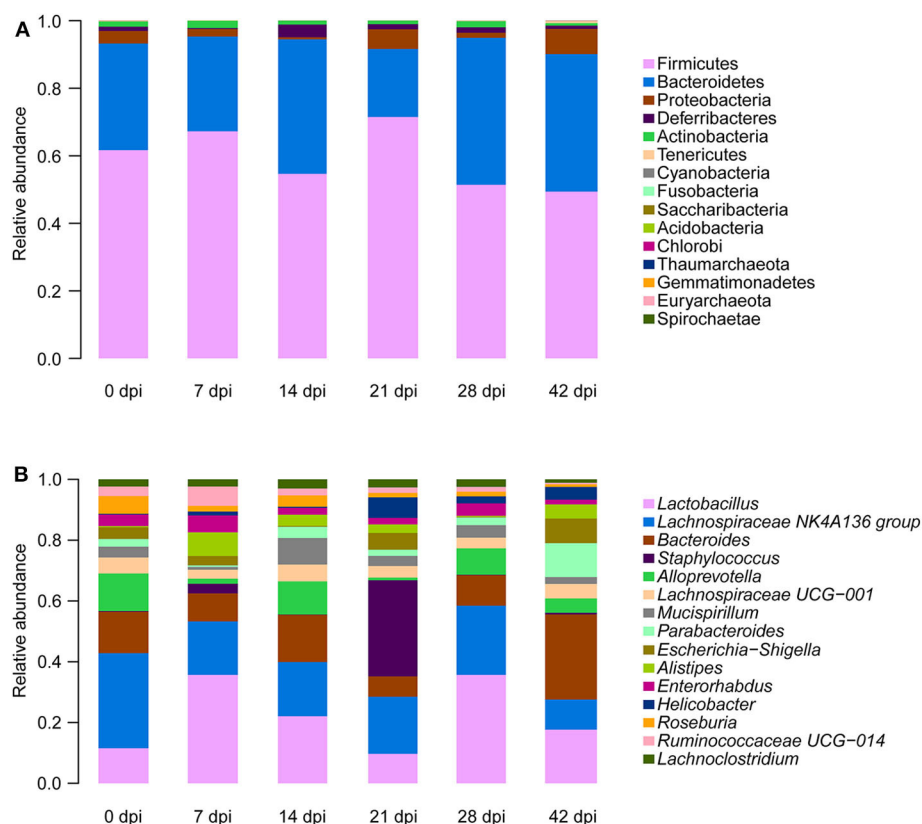 A
Relative abundance
1.0
0.8
0.6
0.4
0.2
0.0
0 dpi
7 dpi
14 dpi
21 dpi
28 dpi
42 dpi
Firmicutes
Bacteroidetes
Proteobacteria
Deferribacteres
Actinobacteria
Tenericutes
Cyanobacteria
Fusobacteria
Saccharibacteria
Acidobacteria
Chlorobi
Thaumarchaeota
Gemmatimonadetes
Euryarchaeota
Spirochaetae
B
Relative abundance
1.0
0.8
0.6
0.4
0.2
0.0
0 dpi
7 dpi
14 dpi
21 dpi
28 dpi
42 dpi
Lactobacillus
Lachnospiraceae NK4A136 group
Bacteroides
Staphylococcus
Alloprevotella
Lachnospiraceae UCG−001
Mucispirillum
Parabacteroides
Escherichia−Shigella
Alistipes
Enterorhabdus
Helicobacter
Roseburia
Ruminococcaceae UCG−014
Lachnoclostridium